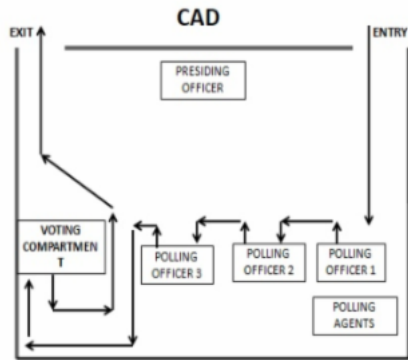 CAD
EXIT
ENTRY
PRESIDING
OFFICER
VOTING
COMPARTMEN
T
POLLING
OFFICER 3
POLLING
OFFICER 2
POLLING
OFFICER 1
POLLING
AGENTS